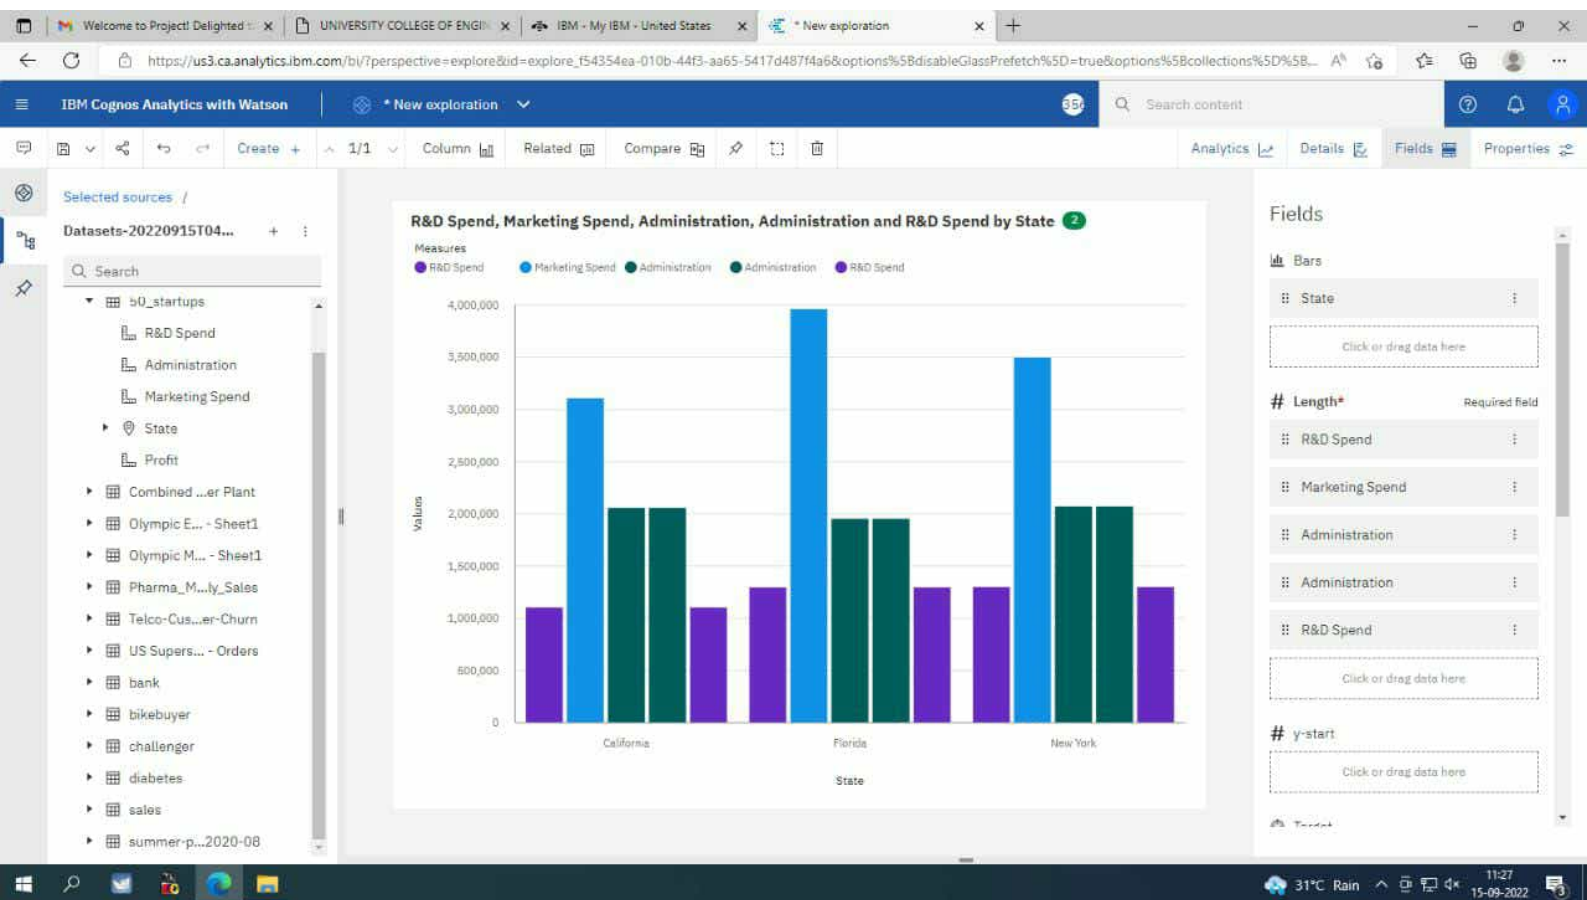 Welcome to Project! Delighted t
UNIVERSITY COLLEGE OF ENGIN
IBM - My IBM - United States
* New exploration
https://us3.ca.analytics.ibm.com/bi/?perspective=explore&id=explore_f54354ea-010b-44f3-aa65-5417d487f4a6&options%5BdisableGlassPrefetch%5D=true&options%5Bcollections%5D%5B...
IBM Cognos Analytics with Watson
* New exploration
Search content
Create +
1/1
Column
Related
Compare
Analytics
Details
Fields
Properties
Selected sources /
Datasets-20220915T04...
Search
50_startups
R&D Spend
Administration
Marketing Spend
State
Profit
Combined ...er Plant
Olympic E... - Sheet1
Olympic M... - Sheet1
Pharma_M...ly_Sales
Telco-Cus...er-Churn
US Supers... - Orders
bank
bikebuyer
challenger
diabetes
sales
summer-p...2020-08
R&D Spend, Marketing Spend, Administration, Administration and R&D Spend by State 2
Measures
R&D Spend Marketing Spend Administration Administration R&D Spend
4,000,000
3,500,000
3,000,000
2,500,000
2,000,000
1,500,000
1,000,000
500,000
0
Values
California Florida New York
State
Fields
Bars
State
Click or drag data here
# Length* Required field
R&D Spend
Marketing Spend
Administration
Administration
R&D Spend
Click or drag data here
# y-start
Click or drag data here
Target
31°C Rain
11:27
15-09-2022
3